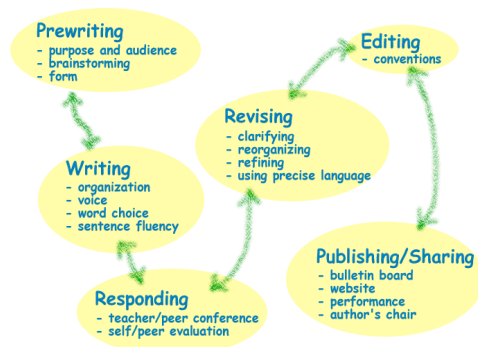 Prewriting
- purpose and audience
- brainstorming
- form
Writing
- organization
- voice
- word choice
- sentence fluency
Responding
- teacher/peer conference
- self/peer evaluation
Revising
- clarifying
- reorganizing
- refining
- using precise language
Editing
- conventions
Publishing/Sharing
- bulletin board
- website
- performance
- author's chair